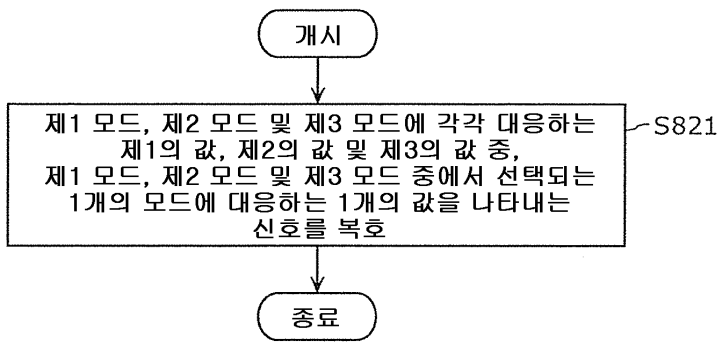 개시
제1 모드, 제2 모드 및 제3 모드에 각각 대응하는
제1의 값, 제2의 값 및 제3의 값 중,
제1 모드, 제2 모드 및 제3 모드 중에서 선택되는
1개의 모드에 대응하는 1개의 값을 나타내는
신호를 복호
S821
종료